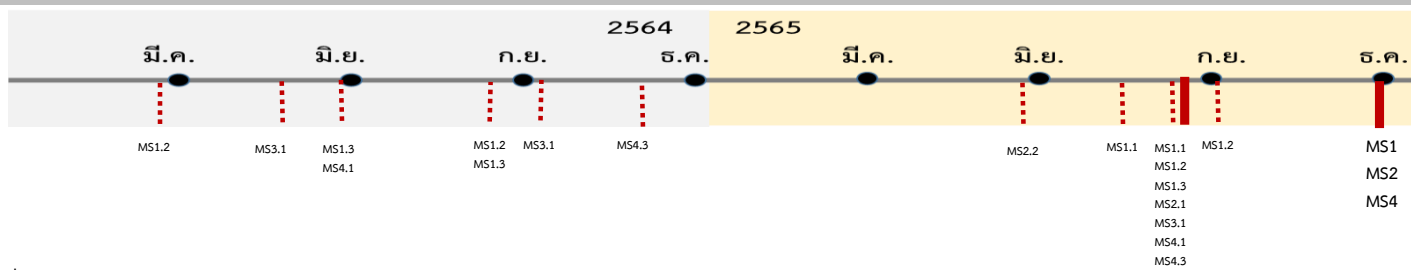 2564 2565
มี.ค. มิ.ย. ก.ย. ธ.ค. มี.ค. มิ.ย. ก.ย. ธ.ค.
MS1.2 MS3.1 MS1.3 MS1.2 MS3.1 MS4.3 MS2.2 MS1.1 MS1.1 MS1.2 MS1
MS4.1 MS1.3 MS1.2 MS2
MS1.3
MS2.1 MS4
MS3.1
MS4.1
MS4.3